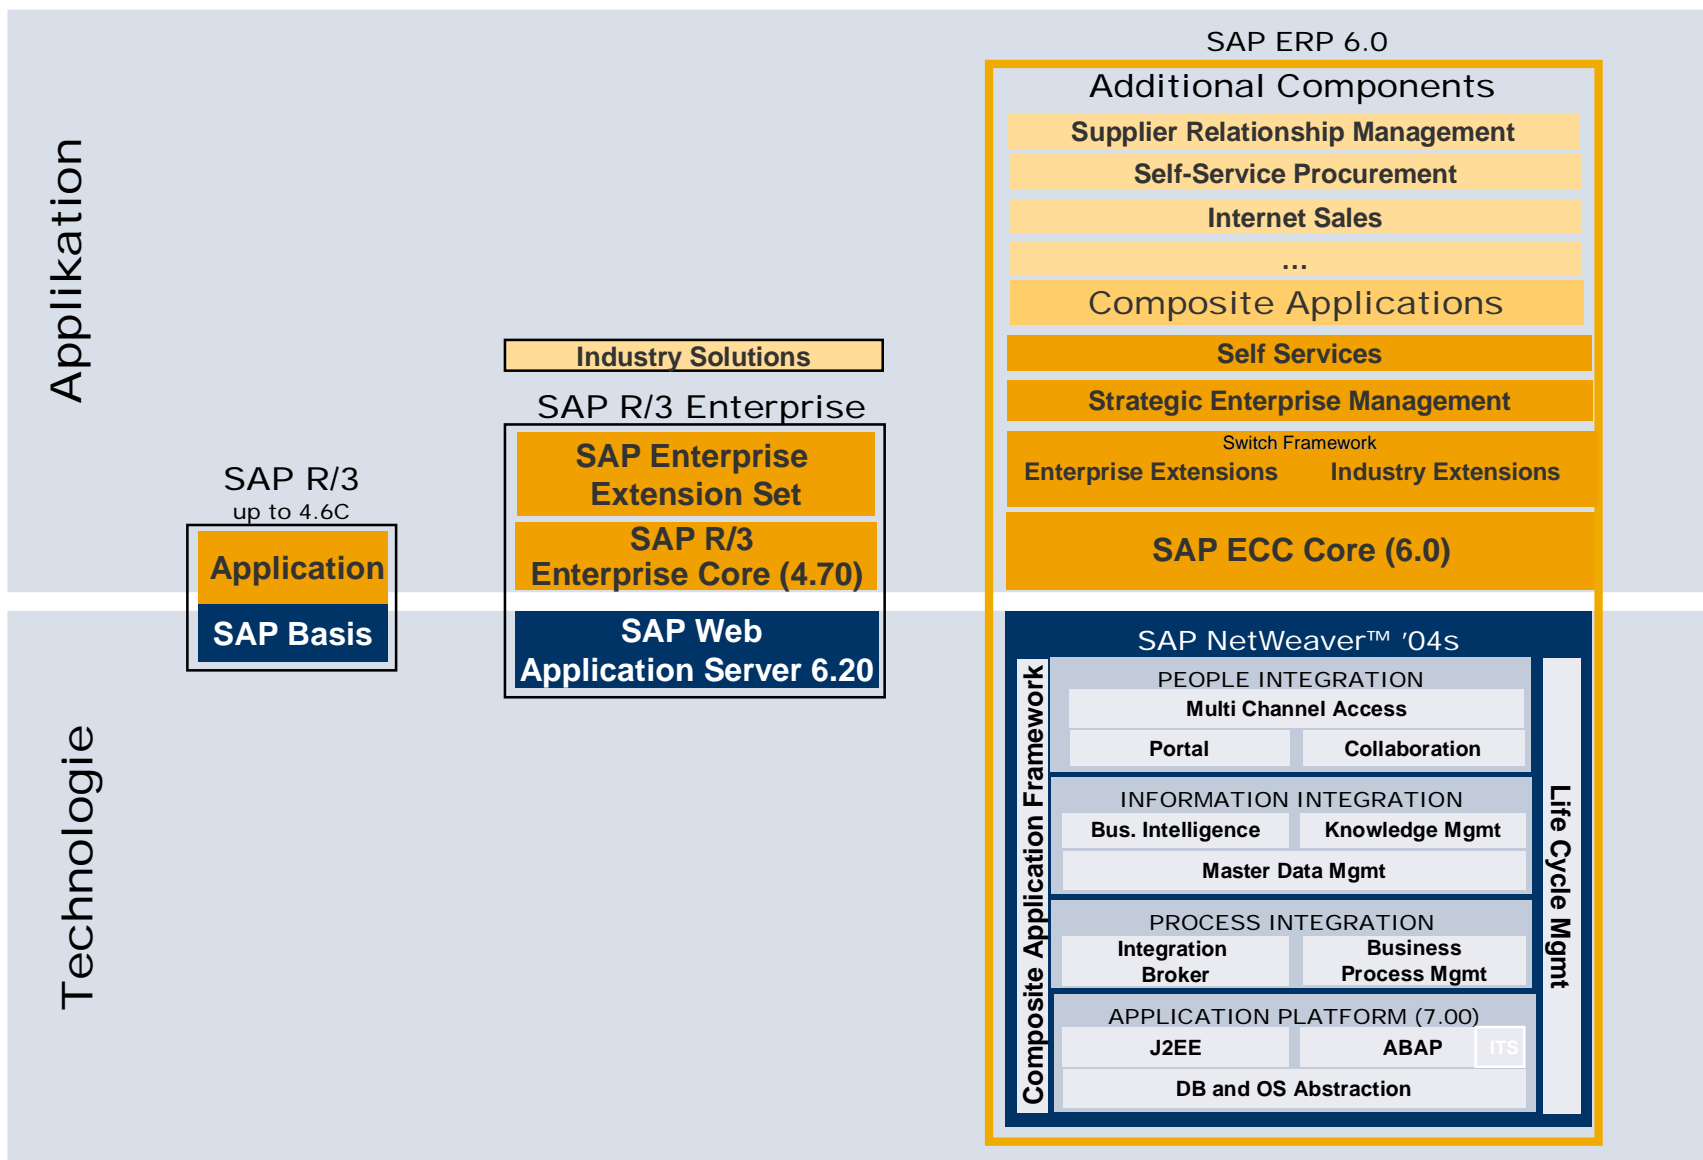 Applikation
Technologie
SAP R/3
up to 4.6C
Application
SAP Basis
Industry Solutions
SAP R/3 Enterprise
SAP Enterprise
Extension Set
SAP R/3
Enterprise Core (4.70)
SAP Web
Application Server 6.20
SAP ERP 6.0
Additional Components
Supplier Relationship Management
Self-Service Procurement
Internet Sales
...
Composite Applications
Self Services
Strategic Enterprise Management
Switch Framework
Enterprise Extensions Industry Extensions
SAP ECC Core (6.0)
SAP NetWeaver™ '04s
Composite Application Framework
PEOPLE INTEGRATION
Multi Channel Access
Portal Collaboration
INFORMATION INTEGRATION
Bus. Intelligence Knowledge Mgmt
Master Data Mgmt
PROCESS INTEGRATION
Integration
Broker
Business
Process Mgmt
APPLICATION PLATFORM (7.00)
J2EE ABAP ITS
DB and OS Abstraction
Life Cycle Mgmt